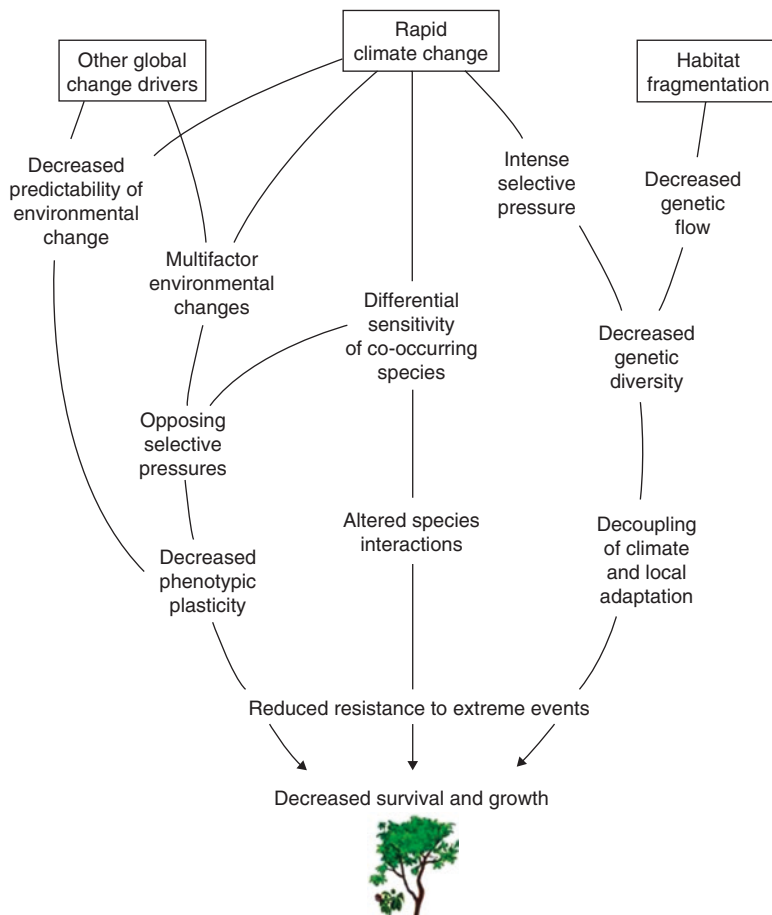 Other global
change drivers
Rapid
climate change
Habitat
fragmentation
Decreased
predictability of
environmental
change
Intense
selective
pressure
Decreased
genetic
flow
Multifactor
environmental
changes
Differential
sensitivity
of co-occurring
species
Decreased
genetic
diversity
Opposing
selective
pressures
Altered species
interactions
Decoupling
of climate
and local
adaptation
Decreased
phenotypic
plasticity
Reduced resistance to extreme events
Decreased survival and growth